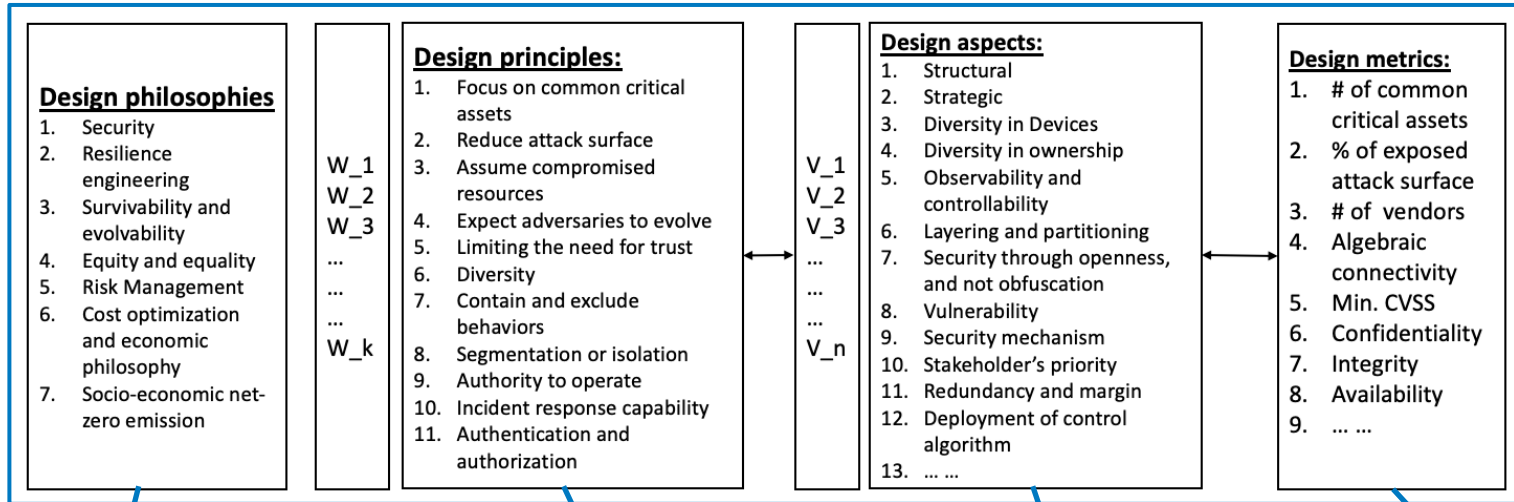 Design philosophies
1. Security
2. Resilience
engineering
3. Survivability and
evolvability
4. Equity and equality
5. Risk Management
6. Cost optimization
and economic
philosophy
7. Socio-economic net-
zero emission
W_1
W_2
W_3
...
...
...
W_k
Design principles:
1. Focus on common critical
assets
2. Reduce attack surface
3. Assume compromised
resources
4. Expect adversaries to evolve
5. Limiting the need for trust
6. Diversity
7. Contain and exclude
behaviors
8. Segmentation or isolation
9. Authority to operate
10. Incident response capability
11. Authentication and
authorization
V_1
V_2
V_3
...
...
...
V_n
Design aspects:
1. Structural
2. Strategic
3. Diversity in Devices
4. Diversity in ownership
5. Observability and
controllability
6. Layering and partitioning
7. Security through openness,
and not obfuscation
8. Vulnerability
9. Security mechanism
10. Stakeholder's priority
11. Redundancy and margin
12. Deployment of control
algorithm
13. ... ...
Design metrics:
1. # of common
critical assets
2. % of exposed
attack surface
3. # of vendors
4. Algebraic
connectivity
5. Min. CVSS
6. Confidentiality
7. Integrity
8. Availability
9. ... ...